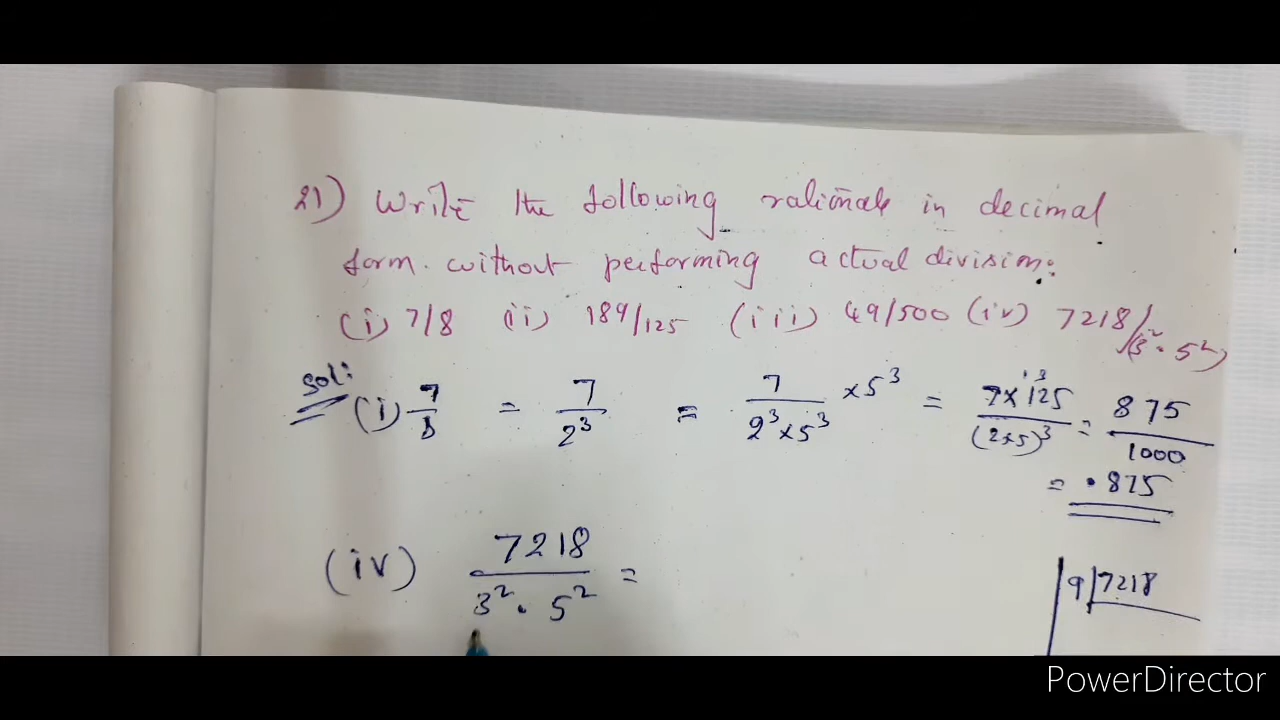 21) Write the following rationals in decimal
form without performing actual division:
(i) 7/8 (ii) 189/125 (iii) 49/500 (iv) 7218/(3²·5²)
Sol: (i) 7/8 = 7/2³ = 7/2³×5³ ×5³ = 7×125/(2×5)³ = 875/1000
= .875
(iv) 7218/3²·5² =
9|7218
PowerDirector